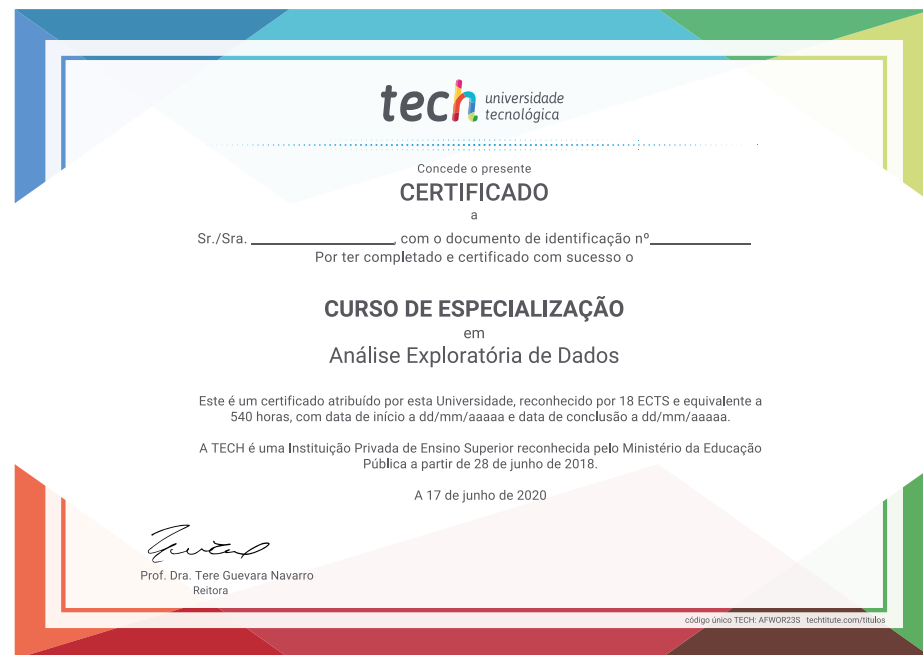 tech universidade
tecnológica
Concede o presente
CERTIFICADO
a
Sr./Sra. ____________________, com o documento de identificação nº______________
Por ter completado e certificado com sucesso o
CURSO DE ESPECIALIZAÇÃO
em
Análise Exploratória de Dados
Este é um certificado atribuído por esta Universidade, reconhecido por 18 ECTS e equivalente a
540 horas, com data de início a dd/mm/aaaaa e data de conclusão a dd/mm/aaaaa.
A TECH é uma Instituição Privada de Ensino Superior reconhecida pelo Ministério da Educação
Pública a partir de 28 de junho de 2018.
A 17 de junho de 2020
Prof. Dra. Tere Guevara Navarro
Reitora
código único TECH: AFWOR23S techtitute.com/titulos